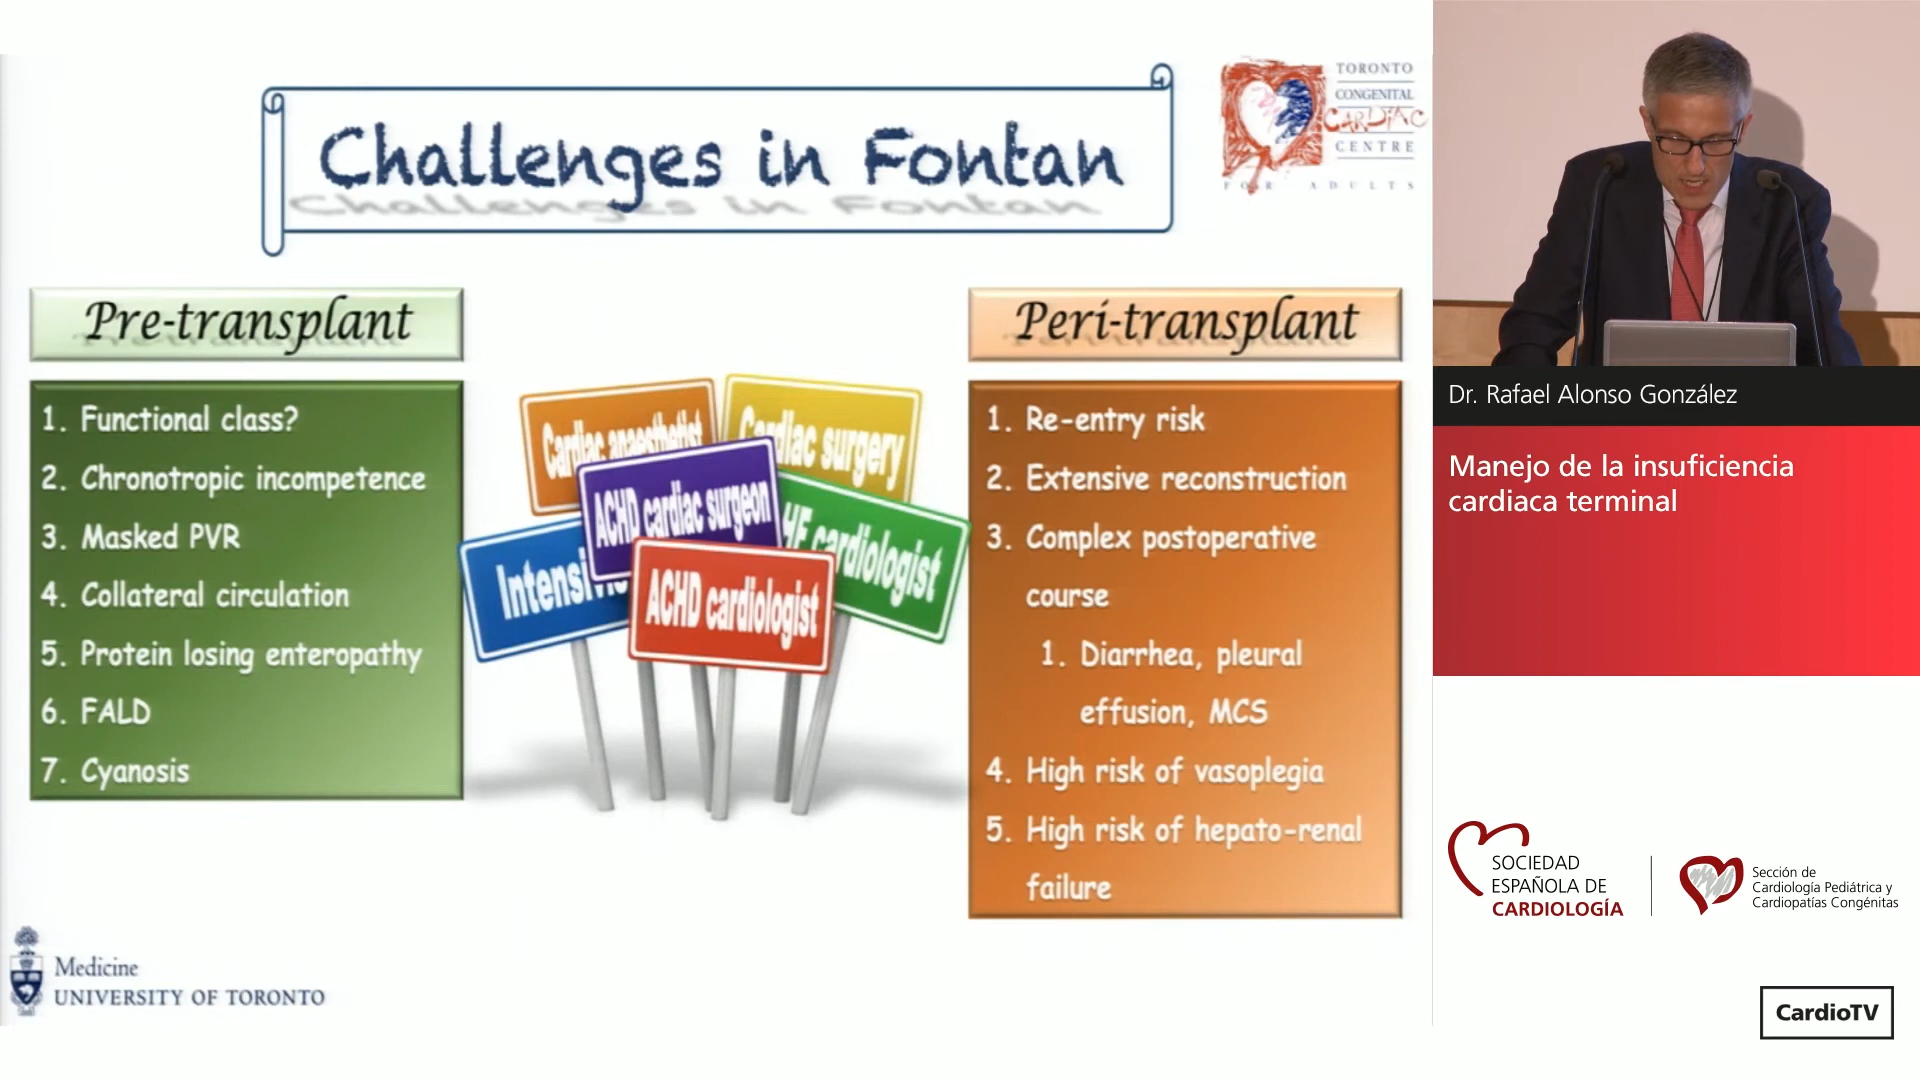 Challenges in Fontan
TORONTO
CONGENITAL
CARDIAC
CENTRE
FOR ADULTS
Pre-transplant
1. Functional class?
2. Chronotropic incompetence
3. Masked PVR
4. Collateral circulation
5. Protein losing enteropathy
6. FALD
7. Cyanosis
Cardiac anaesthetist
Cardiac surgery
ACHD cardiac surgeon
HF cardiologist
ACHD cardiologist
Peri-transplant
1. Re-entry risk
2. Extensive reconstruction
3. Complex postoperative
course
1. Diarrhea, pleural
effusion, MCS
4. High risk of vasoplegia
5. High risk of hepato-renal
failure
Medicine
UNIVERSITY OF TORONTO
Dr. Rafael Alonso González
Manejo de la insuficiencia
cardiaca terminal
SOCIEDAD
ESPAÑOLA DE
CARDIOLOGÍA
Sección de
Cardiología Pediátrica y
Cardiopatías Congénitas
CardioTV